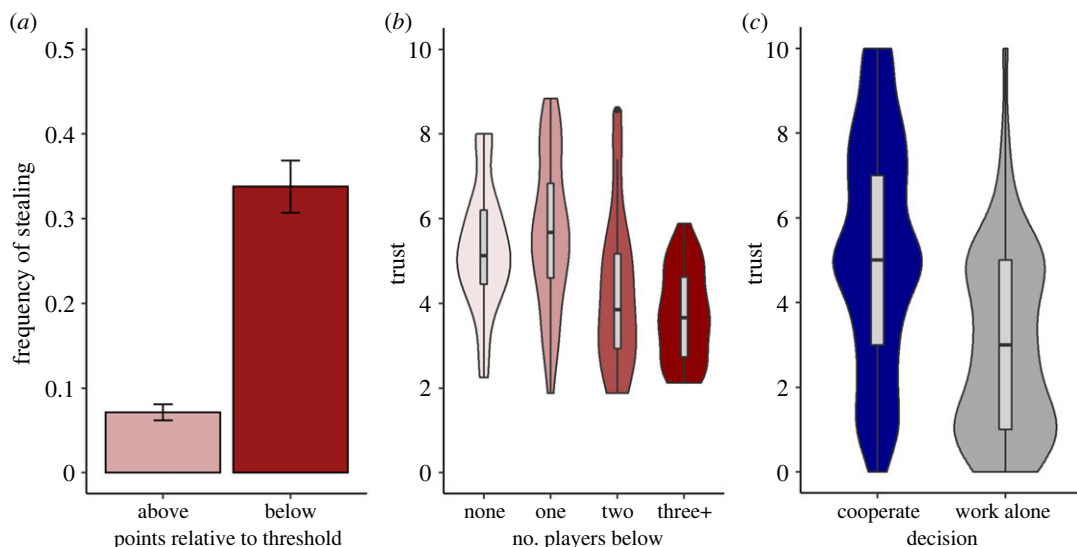 (a)
frequency of stealing
0.5
0.4
0.3
0.2
0.1
0
above below
points relative to threshold
(b)
trust
10
8
6
4
2
0
none one two three+
no. players below
(c)
trust
10
8
6
4
2
0
cooperate work alone
decision